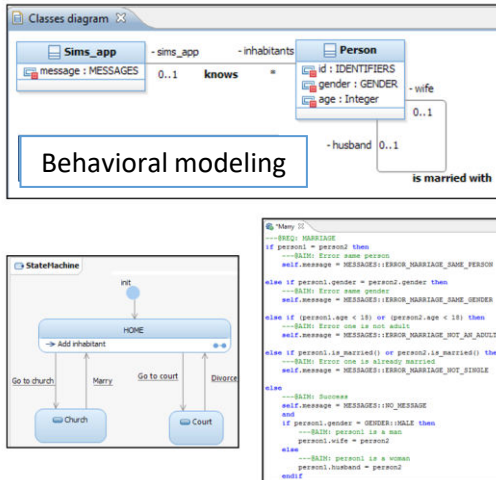 Classes diagram
Sims_app
message : MESSAGES
- sims_app
- inhabitants
0..1
knows
*
Person
id : IDENTIFIERS
gender : GENDER
age : Integer
- wife
0..1
- husband
0..1
is married with
Behavioral modeling
StateMachine
init
HOME
Add inhabitant
Go to church
Marry
Go to court
Divorce
Church
Court
*Marry
---@REQ: MARRIAGE
if person1 = person2 then
---@AIM: Error same person
self.message = MESSAGES::ERROR_MARRIAGE_SAME_PERSON
else if person1.gender = person2.gender then
---@AIM: Error same gender
self.message = MESSAGES::ERROR_MARRIAGE_SAME_GENDER
else if (person1.age < 18) or (person2.age < 18) then
---@AIM: Error one is not adult
self.message = MESSAGES::ERROR_MARRIAGE_NOT_AN_ADULT
else if person1.is_married() or person2.is_married() the
---@AIM: Error one is already married
self.message = MESSAGES::ERROR_MARRIAGE_NOT_SINGLE
else
---@AIM: Success
self.message = MESSAGES::NO_MESSAGE
and
if person1.gender = GENDER::MALE then
---@AIM: person1 is a man
person1.wife = person2
else
---@AIM: person1 is a woman
person1.husband = person2
endif